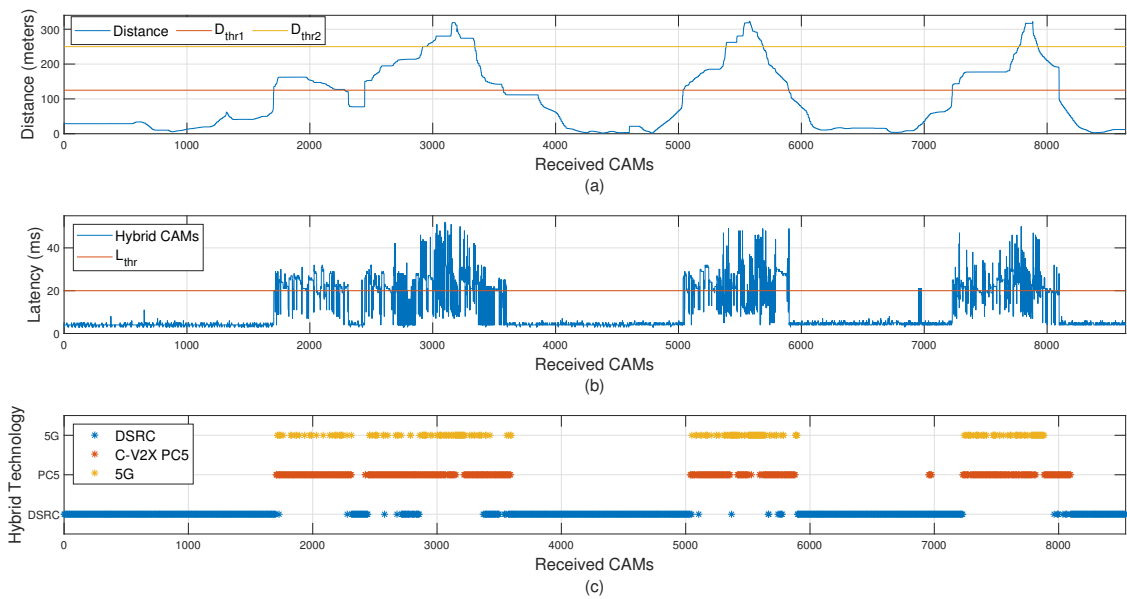 300
200
100
0
Distance (meters)
Distance D_thr1 D_thr2
0 1000 2000 3000 4000 5000 6000 7000 8000
Received CAMs
(a)
40
20
0
Latency (ms)
Hybrid CAMs
L_thr
0 1000 2000 3000 4000 5000 6000 7000 8000
Received CAMs
(b)
Hybrid Technology
5G
PC5
DSRC
DSRC
C-V2X PC5
5G
0 1000 2000 3000 4000 5000 6000 7000 8000
Received CAMs
(c)